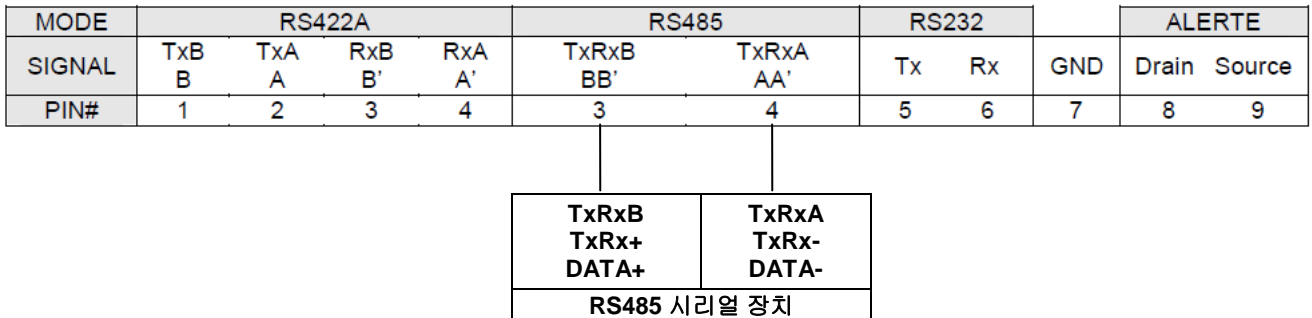 MODE RS422A RS485 RS232 ALERTE
SIGNAL TxB TxA RxB RxA TxRxB TxRxA Tx Rx GND Drain Source
B A B’ A’ BB’ AA’
PIN# 1 2 3 4 3 4 5 6 7 8 9
TxRxB TxRxA
TxRx+ TxRx-
DATA+ DATA-
RS485 시리얼 장치